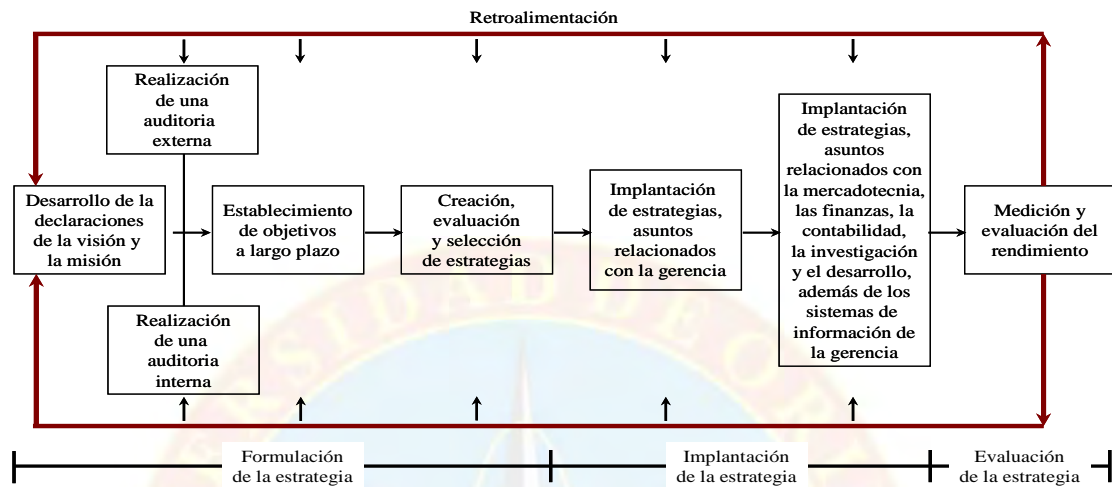 Retroalimentación
Realización
de una
auditoria
externa
Desarrollo de la
declaraciones
de la visión y
la misión
Realización
de una
auditoria
interna
Establecimiento
de objetivos
a largo plazo
Creación,
evaluación
y selección
de estrategias
Implantación
de estrategias,
asuntos
relacionados
con la gerencia
Implantación
de estrategias,
asuntos
relacionados con
la mercadotecnia,
las finanzas, la
contabilidad,
la investigación
y el desarrollo,
además de los
sistemas de
información de
la gerencia
Medición y
evaluación del
rendimiento
Formulación
de la estrategia
Implantación
de la estrategia
Evaluación
de la estrategia